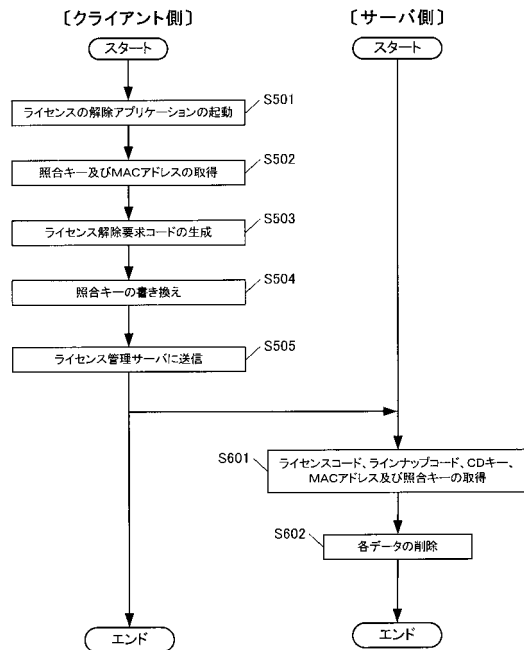 〔クライアント側〕
〔サーバ側〕
スタート
スタート
ライセンスの解除アプリケーションの起動
S501
照合キー及びMACアドレスの取得
S502
ライセンス解除要求コードの生成
S503
照合キーの書き換え
S504
ライセンス管理サーバに送信
S505
S601
ライセンスコード、ラインナップコード、CDキー、
MACアドレス及び照合キーの取得
S602
各データの削除
エンド
エンド